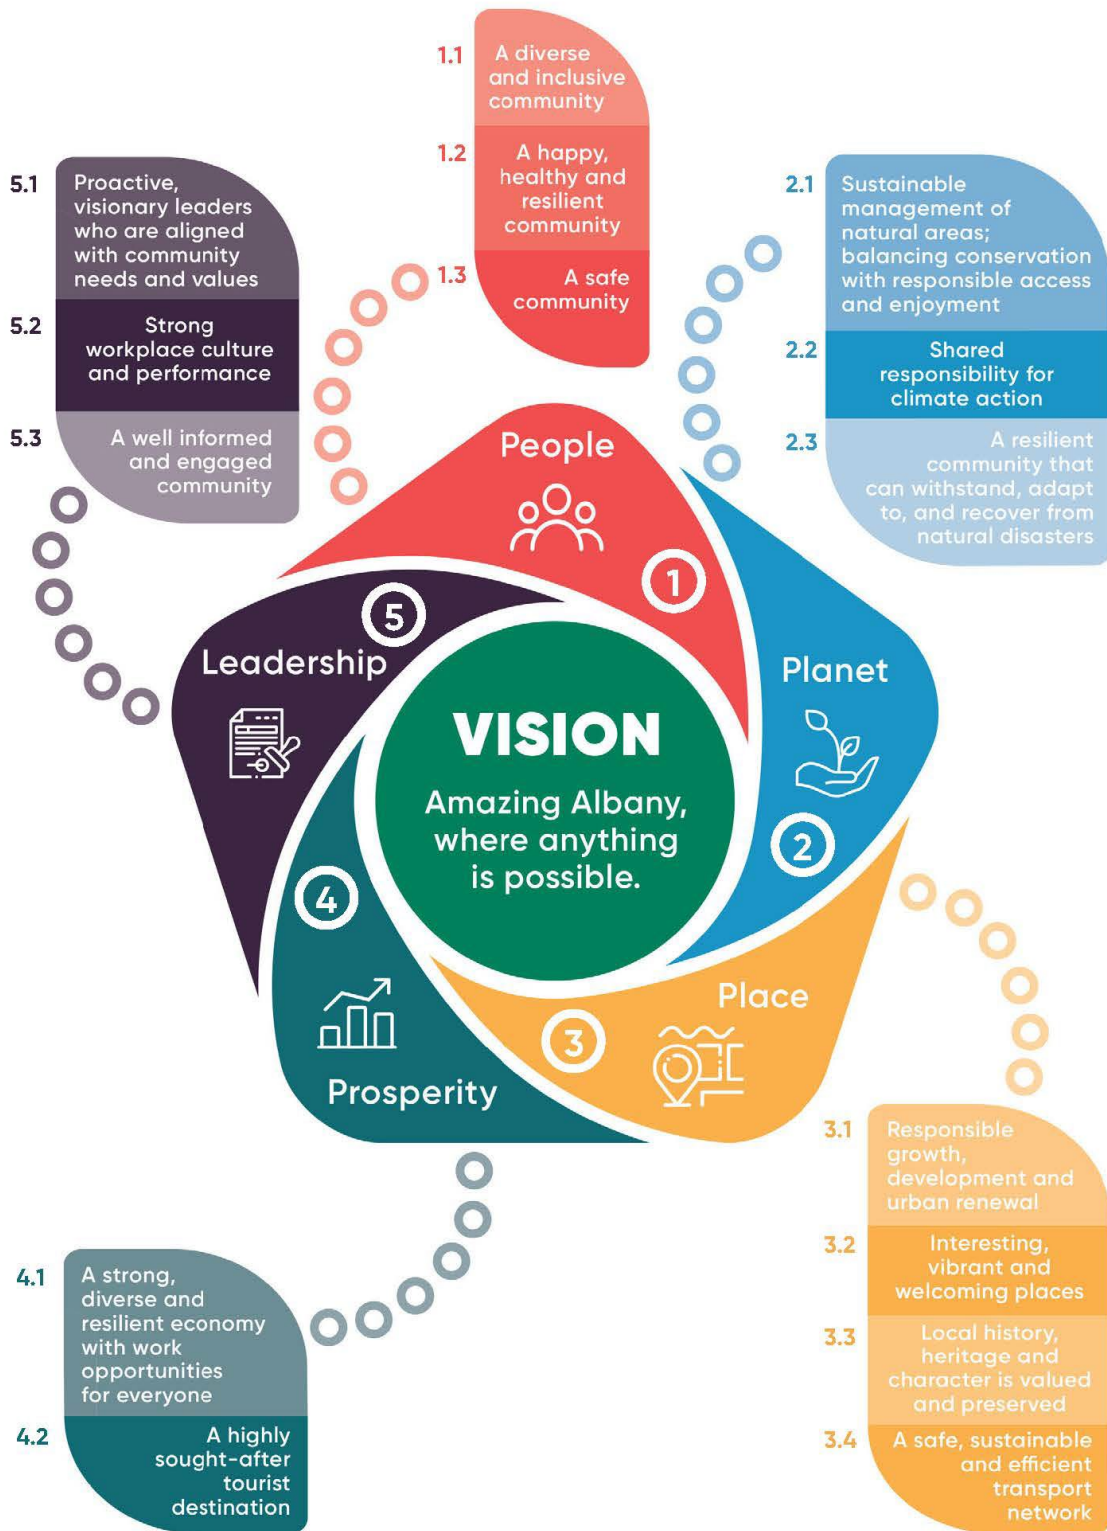 1.1
A diverse
and inclusive
community
1.2
A happy,
healthy and
resilient
community
1.3
A safe
community
5.1
Proactive,
visionary leaders
who are aligned
with community
needs and values
5.2
Strong
workplace culture
and performance
5.3
A well informed
and engaged
community
2.1
Sustainable
management of
natural areas;
balancing conservation
with responsible access
and enjoyment
2.2
Shared
responsibility for
climate action
2.3
A resilient
community that
can withstand, adapt
to, and recover from
natural disasters
People
1
Planet
2
Place
3
Prosperity
4
Leadership
5
VISION
Amazing Albany,
where anything
is possible.
3.1
Responsible
growth,
development and
urban renewal
3.2
Interesting,
vibrant and
welcoming places
3.3
Local history,
heritage and
character is valued
and preserved
3.4
A safe, sustainable
and efficient
transport
network
4.1
A strong,
diverse and
resilient economy
with work
opportunities
for everyone
4.2
A highly
sought-after
tourist
destination